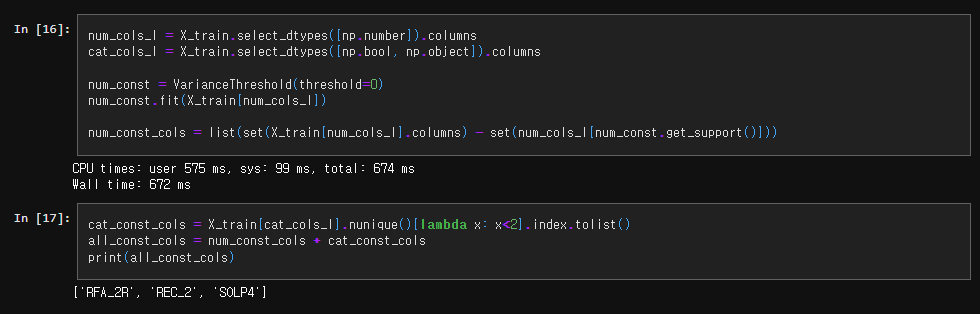 In [16]:
num_cols_l = X_train.select_dtypes([np.number]).columns
cat_cols_l = X_train.select_dtypes([np.bool, np.object]).columns
num_const = VarianceThreshold(threshold=0)
num_const.fit(X_train[num_cols_l])
num_const_cols = list(set(X_train[num_cols_l].columns) - set(num_cols_l[num_const.get_support()]))
CPU times: user 575 ms, sys: 99 ms, total: 674 ms
Wall time: 672 ms
In [17]:
cat_const_cols = X_train[cat_cols_l].nunique()[lambda x: x<2].index.tolist()
all_const_cols = num_const_cols + cat_const_cols
print(all_const_cols)
['RFA_2R', 'REC_2', 'SOLP4']